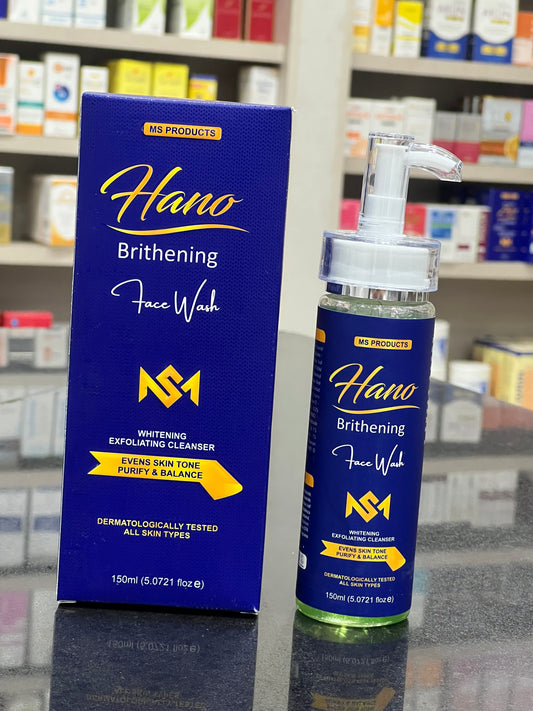 MS PRODUCTS
Hano
Brithening
Face Wash
MSM
WHITENING
EXFOLIATING CLEANSER
EVENS SKIN TONE
PURIFY & BALANCE
DERMATOLOGICALLY TESTED
ALL SKIN TYPES
150ml (5.0721 floz e)
MS PRODUCTS
Hano
Brithening
Face Wash
WHITENING
EXFOLIATING CLEANSER
EVENS SKIN TONE
PURIFY & BALANCE
DERMATOLOGICALLY TESTED
ALL SKIN TYPES
150ml (5.0721 floz e)